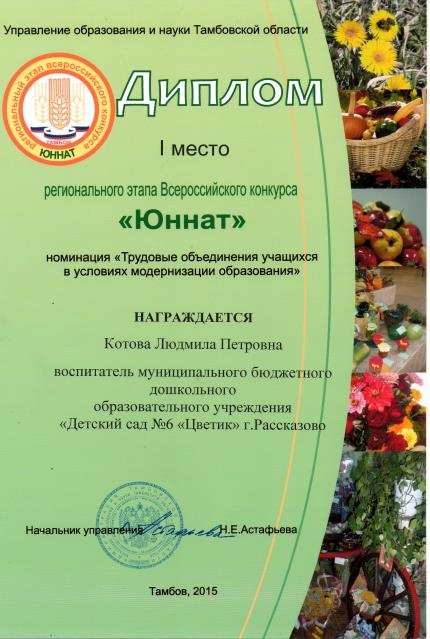 Управление образования и науки Тамбовской области
региональный этап всероссийского конкурса
ТАМБОВ
ЮННАТ
Диплом
I место
регионального этапа Всероссийского конкурса
«Юннат»
номинация «Трудовые объединения учащихся
в условиях модернизации образования»
НАГРАЖДАЕТСЯ
Котова Людмила Петровна
воспитатель муниципального бюджетного
дошкольного
образовательного учреждения
«Детский сад №6 «Цветик» г.Рассказово
Начальник управления
Н.Е.Астафьева
Тамбов, 2015